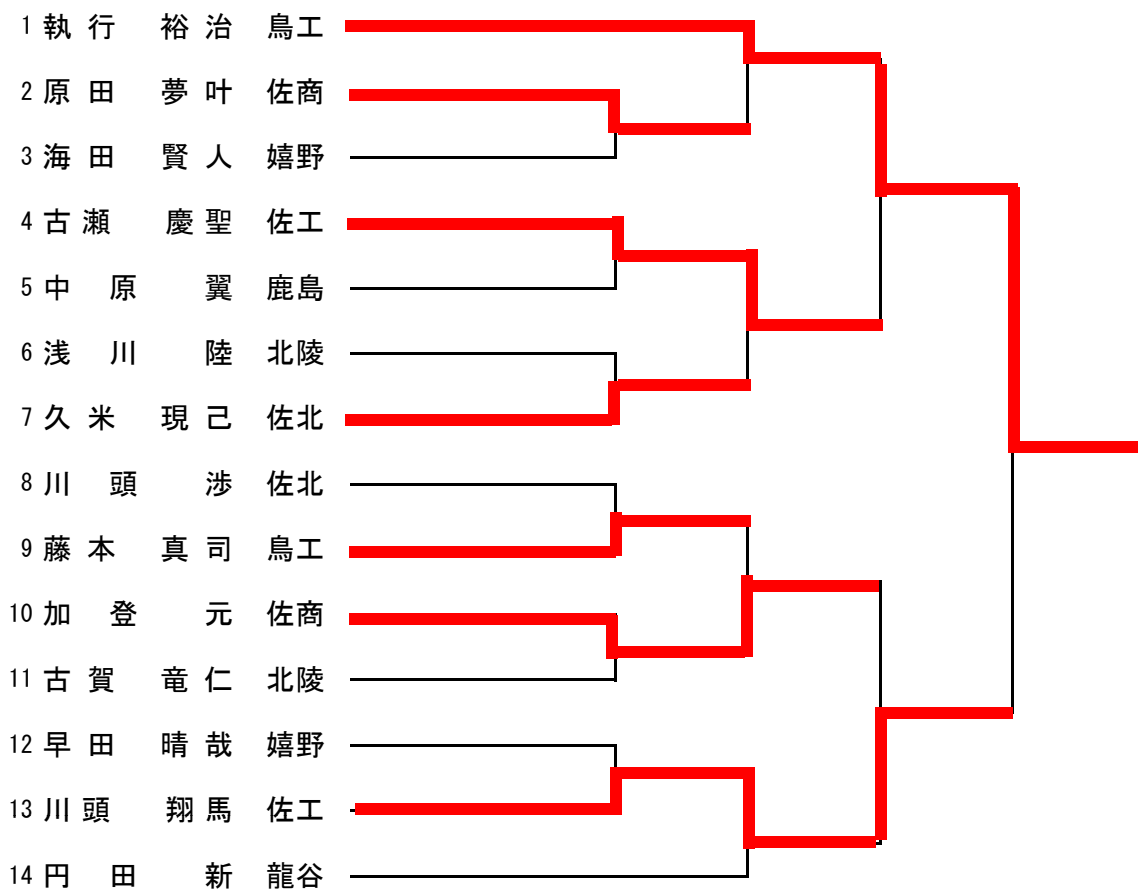 1 執行 裕治 鳥工
2 原田 夢叶 佐商
3 海田 賢人 嬉野
4 古瀬 慶聖 佐工
5 中原 翼 鹿島
6 浅川 陸 北陵
7 久米 現己 佐北
8 川頭 渉 佐北
9 藤本 真司 鳥工
10 加登 元 佐商
11 古賀 竜仁 北陵
12 早田 晴哉 嬉野
13 川頭 翔馬 佐工
14 円田 新 龍谷